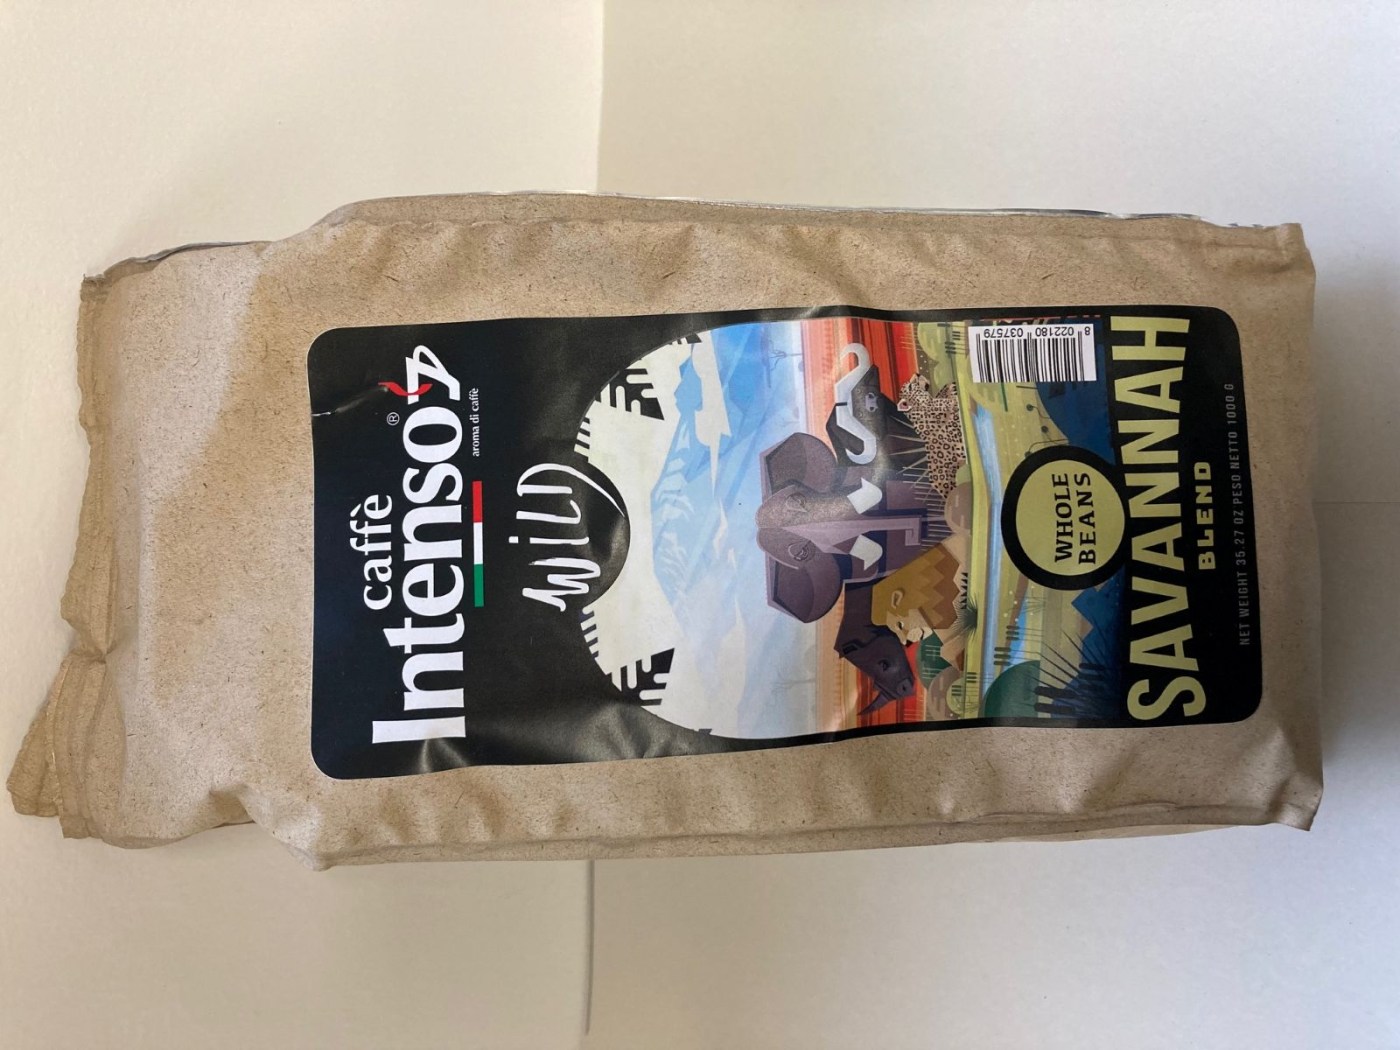 caffè
Intenso
®
aroma di caffè
WiLD
8 022180 037579
WHOLE
BEANS
SAVANNAH
BLEND
NET WEIGHT 35.27 OZ PESO NETTO 1000 G